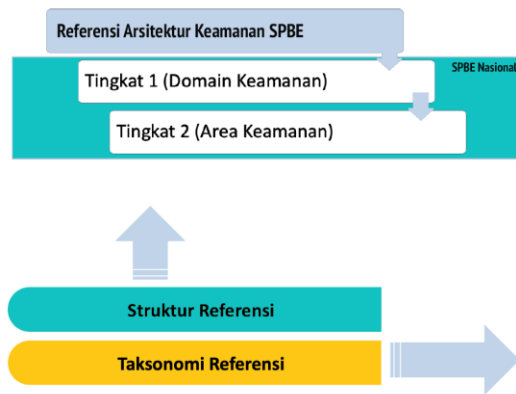 Referensi Arsitektur Keamanan SPBE
SPBE Nasional
Tingkat 1 (Domain Keamanan)
Tingkat 2 (Area Keamanan)
Struktur Referensi
Taksonomi Referensi